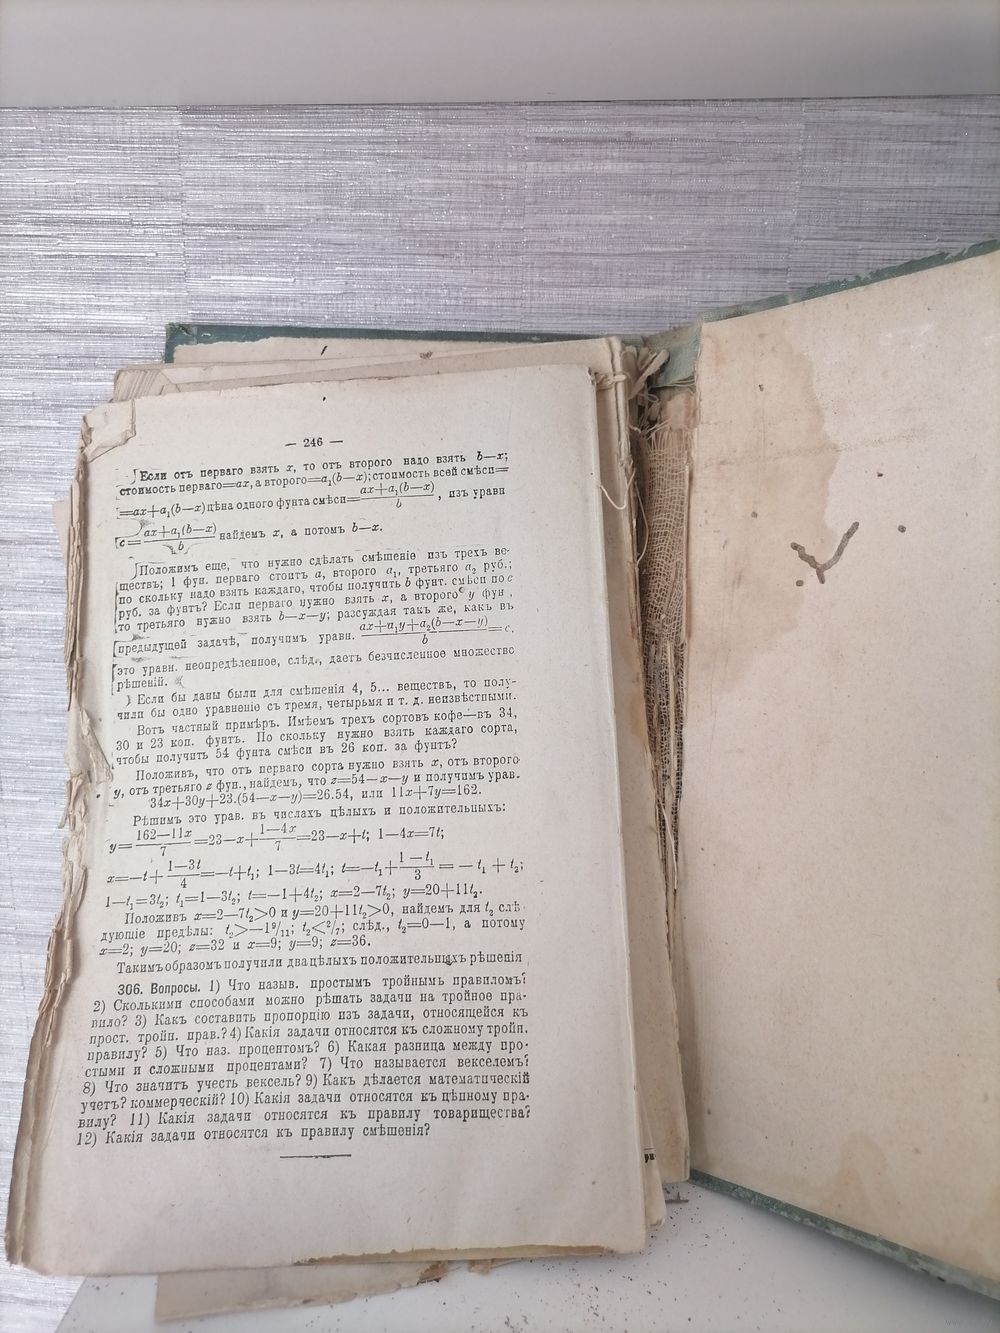 — 246 —
Если отъ перваго взять x, то отъ второго надо взять b—x;
стоимость перваго=ax, а второго=a₁(b—x); стоимость всей смѣси=
=ax+a₁(b—x) цѣна одного фунта смѣси=(ax+a₁(b—x))/b, изъ уравн
c=(ax+a₁(b—x))/b найдемъ x, а потомъ b—x.
Положимъ еще, что нужно сдѣлать смѣшеніе изъ трехъ ве-
ществъ; 1 фун. перваго стоитъ a, второго a₁, третьяго a₂ руб.;
по скольку надо взять каждаго, чтобы получить b фунт. смѣси по c
руб. за фунтъ? Если перваго нужно взять x, а второго y фун.,
то третьяго нужно взять b—x—y; разсуждая такъ же, какъ въ
предыдущей задачѣ, получимъ уравн. (ax+a₁y+a₂(b—x—y))/b=c.
это уравн. неопредѣленное, слѣд., даетъ безчисленное множество
рѣшеній.
Если бы даны были для смѣшенія 4, 5... веществъ, то полу-
чили бы одно уравненіе съ тремя, четырьмя и т. д. неизвѣстными.
Вотъ частный примѣръ. Имѣемъ трехъ сортовъ кофе—въ 34,
30 и 23 коп. фунтъ. По скольку нужно взять каждаго сорта,
чтобы получить 54 фунта смѣси въ 26 коп. за фунтъ?
Положивъ, что отъ перваго сорта нужно взять x, отъ второго
y, отъ третьяго z фун., найдемъ, что z=54—x—y и получимъ урав.
34x+30y+23.(54—x—y)=26.54, или 11x+7y=162.
Рѣшимъ это урав. въ числахъ цѣлыхъ и положительныхъ:
y=(162—11x)/7=23—x+(1—4x)/7=23—x+t; 1—4x=7t;
x=—t+(1—3t)/4=—t+t₁; 1—3t=4t₁; t=—t₁+(1—t₁)/3=—t₁+t₂;
1—t₁=3t₂; t₁=1—3t₂; t=—1+4t₂; x=2—7t₂; y=20+11t₂.
Положивъ x=2—7t₂>0 и y=20+11t₂>0, найдемъ для t₂ слѣ
дующіе предѣлы: t₂>—1⁹/₁₁; t₂<²/₇; слѣд., t₂=0—1, а потому
x=2; y=20; z=32 и x=9; y=9; z=36.
Такимъ образомъ получили два цѣлыхъ положительныхъ рѣшенія
306. Вопросы. 1) Что назыв. простымъ тройнымъ правиломъ?
2) Сколькими способами можно рѣшать задачи на тройное пра-
вило? 3) Какъ составить пропорцію изъ задачи, относящейся къ
прост. тройн. прав.? 4) Какія задачи относятся къ сложному тройн.
правилу? 5) Что наз. процентомъ? 6) Какая разница между про-
стыми и сложными процентами? 7) Что называется векселемъ?
8) Что значитъ учесть вексель? 9) Какъ дѣлается математическій
учетъ? коммерческій? 10) Какія задачи относятся къ цѣпному пра-
вилу? 11) Какія задачи относятся къ правилу товарищества?
12) Какія задачи относятся къ правилу смѣшенія?